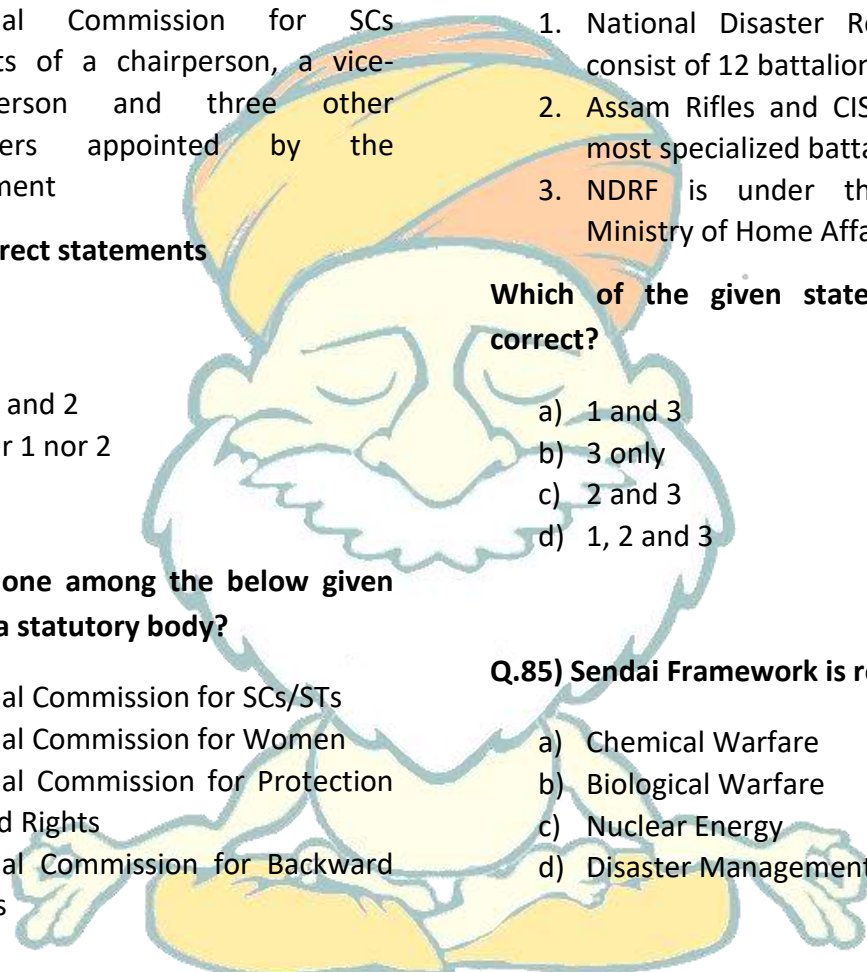 al Commission for SCs
ts of a chairperson, a vice-
erson and three other
ers appointed by the
ment
rrect statements
and 2
r 1 nor 2
one among the below given
a statutory body?
al Commission for SCs/STs
al Commission for Women
al Commission for Protection
d Rights
al Commission for Backward
s
1. National Disaster Re
consist of 12 battalion
2. Assam Rifles and CIS
most specialized batta
3. NDRF is under th
Ministry of Home Affa
Which of the given state
correct?
a) 1 and 3
b) 3 only
c) 2 and 3
d) 1, 2 and 3
Q.85) Sendai Framework is r
a) Chemical Warfare
b) Biological Warfare
c) Nuclear Energy
d) Disaster Management